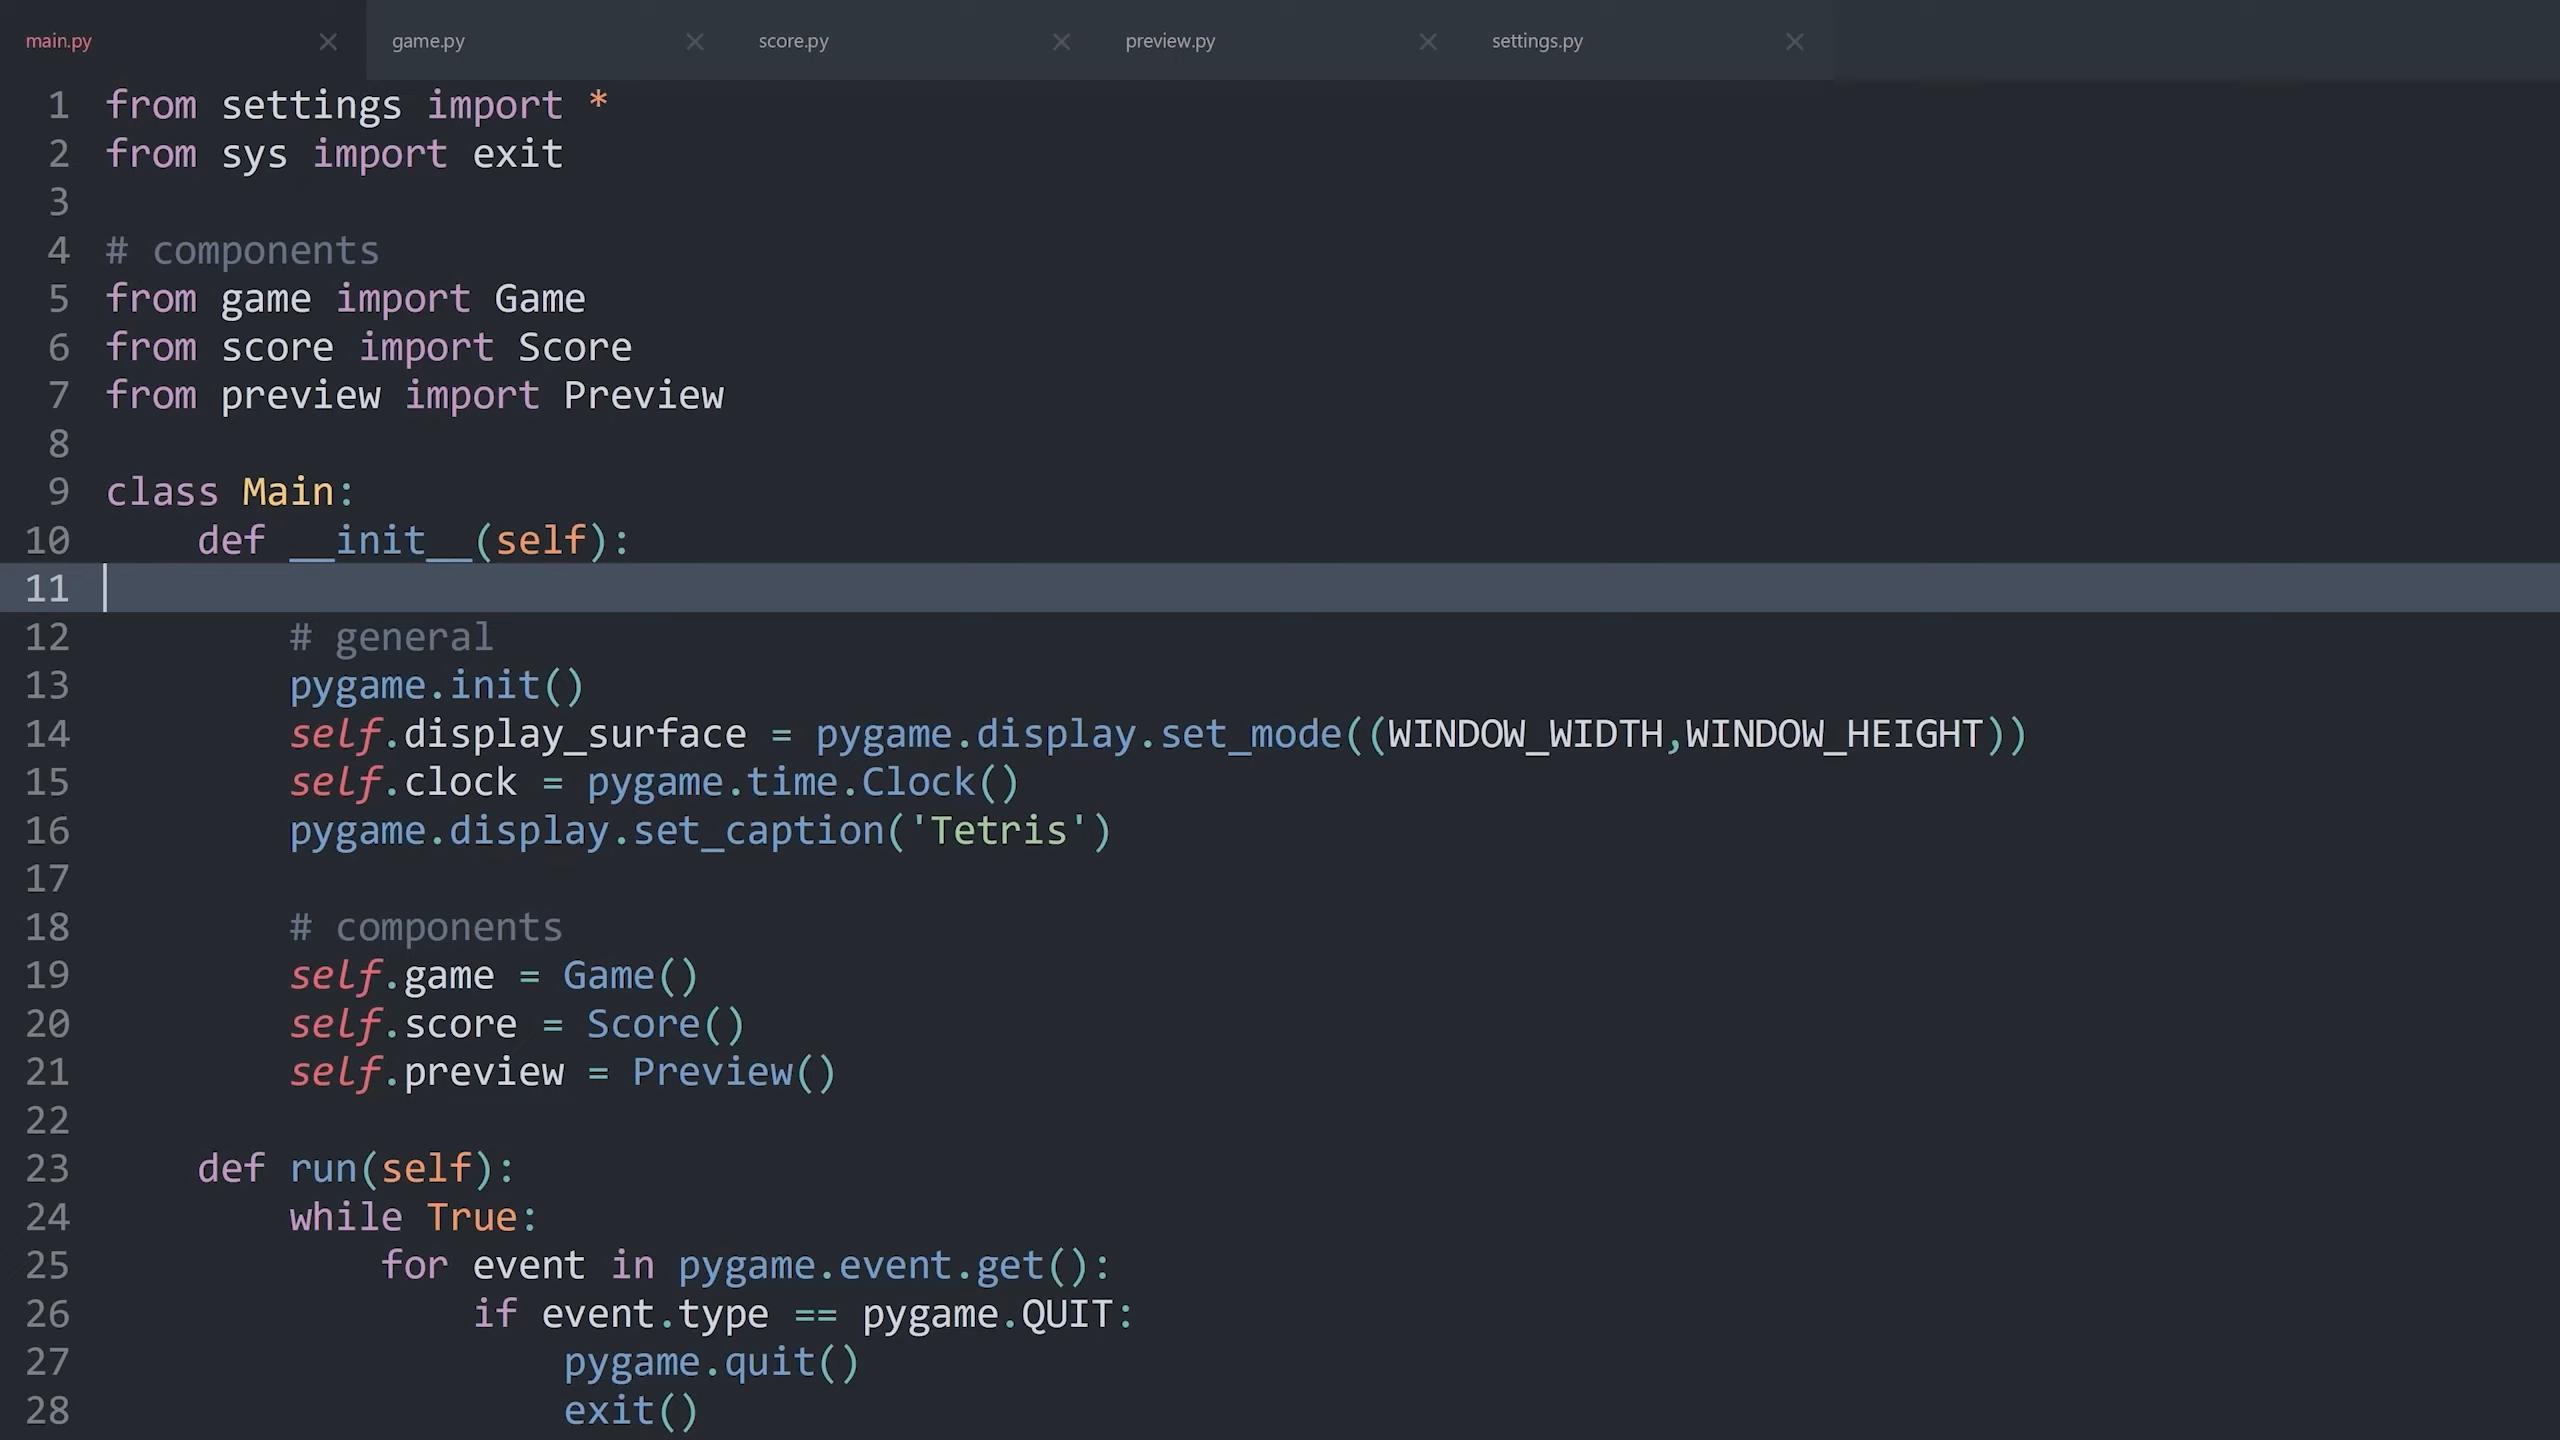 main.py × game.py × score.py × preview.py × settings.py ×
1 from settings import *
2 from sys import exit
3
4 # components
5 from game import Game
6 from score import Score
7 from preview import Preview
8
9 class Main:
10     def __init__(self):
11
12         # general
13         pygame.init()
14         self.display_surface = pygame.display.set_mode((WINDOW_WIDTH,WINDOW_HEIGHT))
15         self.clock = pygame.time.Clock()
16         pygame.display.set_caption('Tetris')
17
18         # components
19         self.game = Game()
20         self.score = Score()
21         self.preview = Preview()
22
23     def run(self):
24         while True:
25             for event in pygame.event.get():
26                 if event.type == pygame.QUIT:
27                     pygame.quit()
28                     exit()